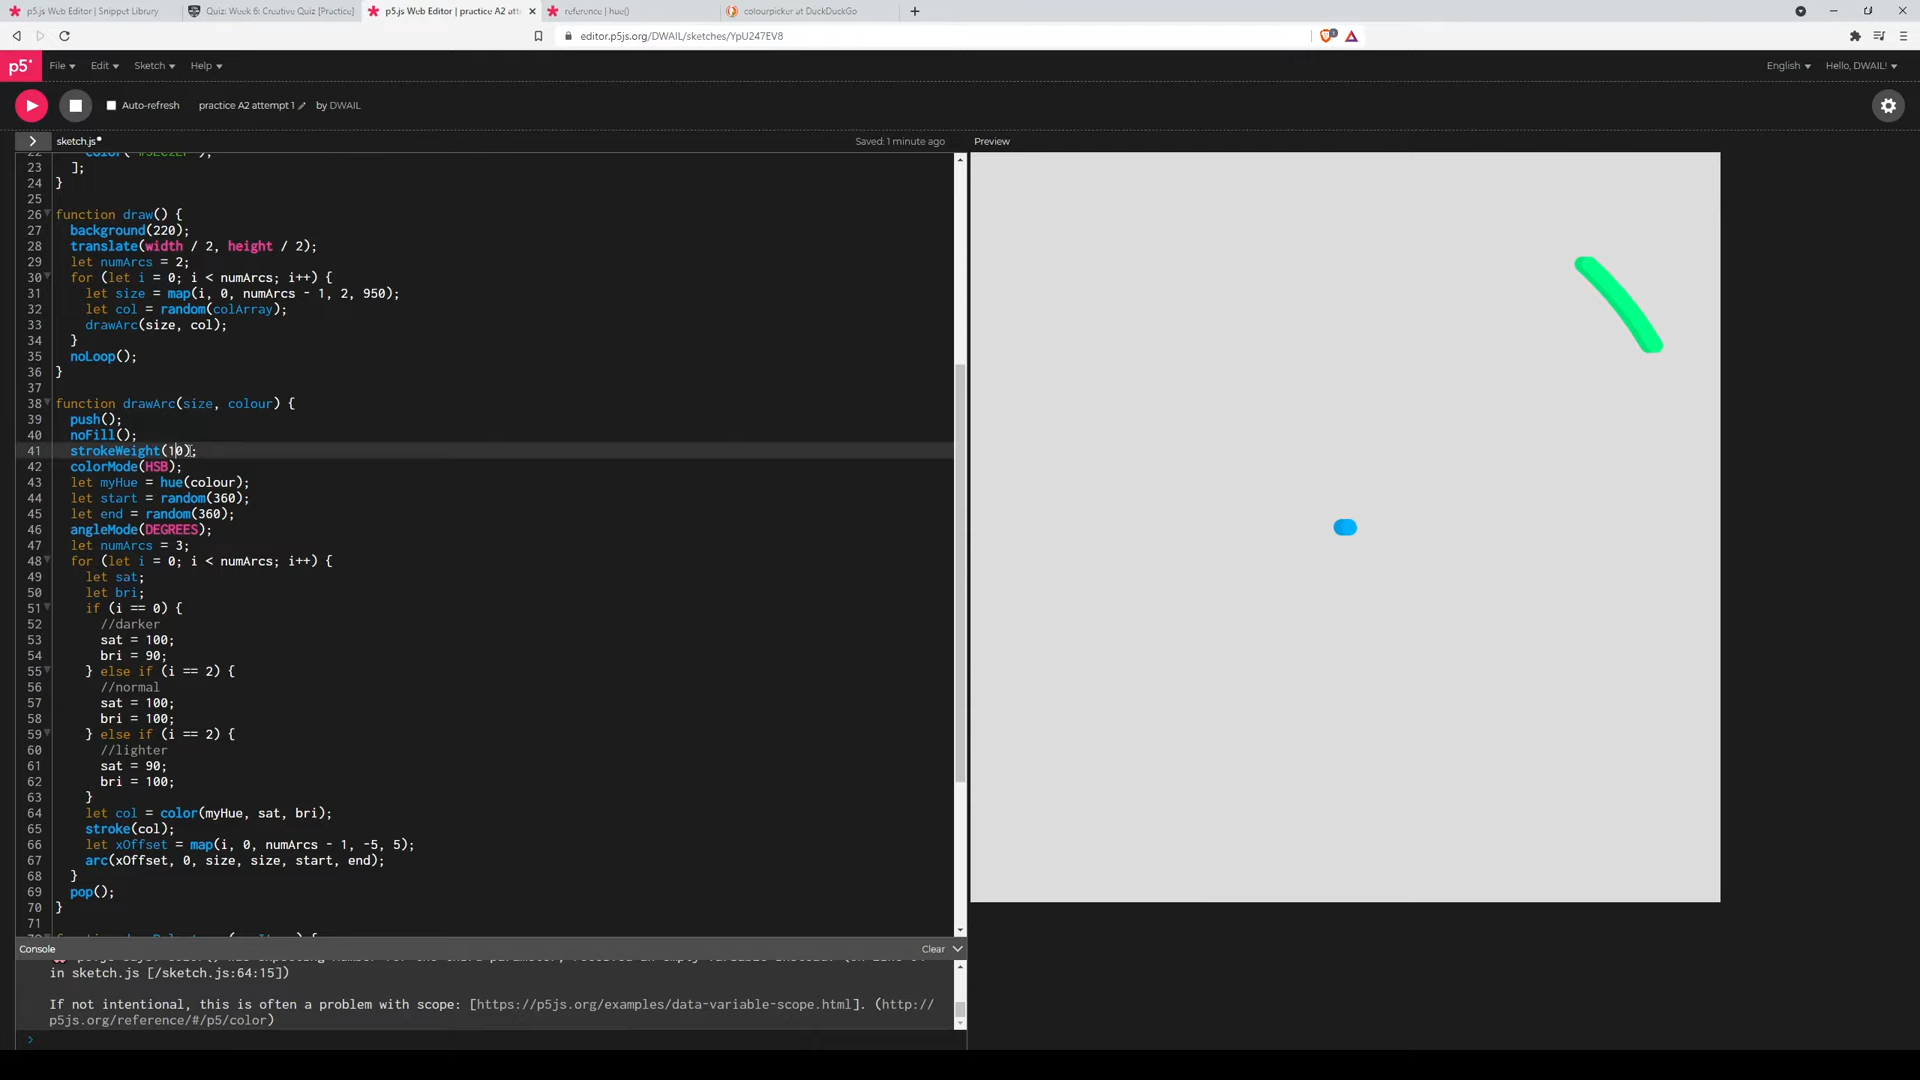 p5.js Web Editor | Snippet Library
Quiz: Week 6: Creative Quiz [Practice]
p5.js Web Editor | practice A2 att
reference | hue()
colourpicker at DuckDuckGo
editor.p5js.org/DWAIL/sketches/YpU247EV8
p5* File Edit Sketch Help English Hello, DWAIL!
Auto-refresh practice A2 attempt 1 by DWAIL
sketch.js* Saved: 1 minute ago Preview
23 ];
24 }
25
26 function draw() {
27 background(220);
28 translate(width / 2, height / 2);
29 let numArcs = 2;
30 for (let i = 0; i < numArcs; i++) {
31 let size = map(i, 0, numArcs - 1, 2, 950);
32 let col = random(colArray);
33 drawArc(size, col);
34 }
35 noLoop();
36 }
37
38 function drawArc(size, colour) {
39 push();
40 noFill();
41 strokeWeight(10);
42 colorMode(HSB);
43 let myHue = hue(colour);
44 let start = random(360);
45 let end = random(360);
46 angleMode(DEGREES);
47 let numArcs = 3;
48 for (let i = 0; i < numArcs; i++) {
49 let sat;
50 let bri;
51 if (i == 0) {
52 //darker
53 sat = 100;
54 bri = 90;
55 } else if (i == 2) {
56 //normal
57 sat = 100;
58 bri = 100;
59 } else if (i == 2) {
60 //lighter
61 sat = 90;
62 bri = 100;
63 }
64 let col = color(myHue, sat, bri);
65 stroke(col);
66 let xOffset = map(i, 0, numArcs - 1, -5, 5);
67 arc(xOffset, 0, size, size, start, end);
68 }
69 pop();
70 }
71
Console Clear
in sketch.js [/sketch.js:64:15])
If not intentional, this is often a problem with scope: [https://p5js.org/examples/data-variable-scope.html]. (http://
p5js.org/reference/#/p5/color)
>